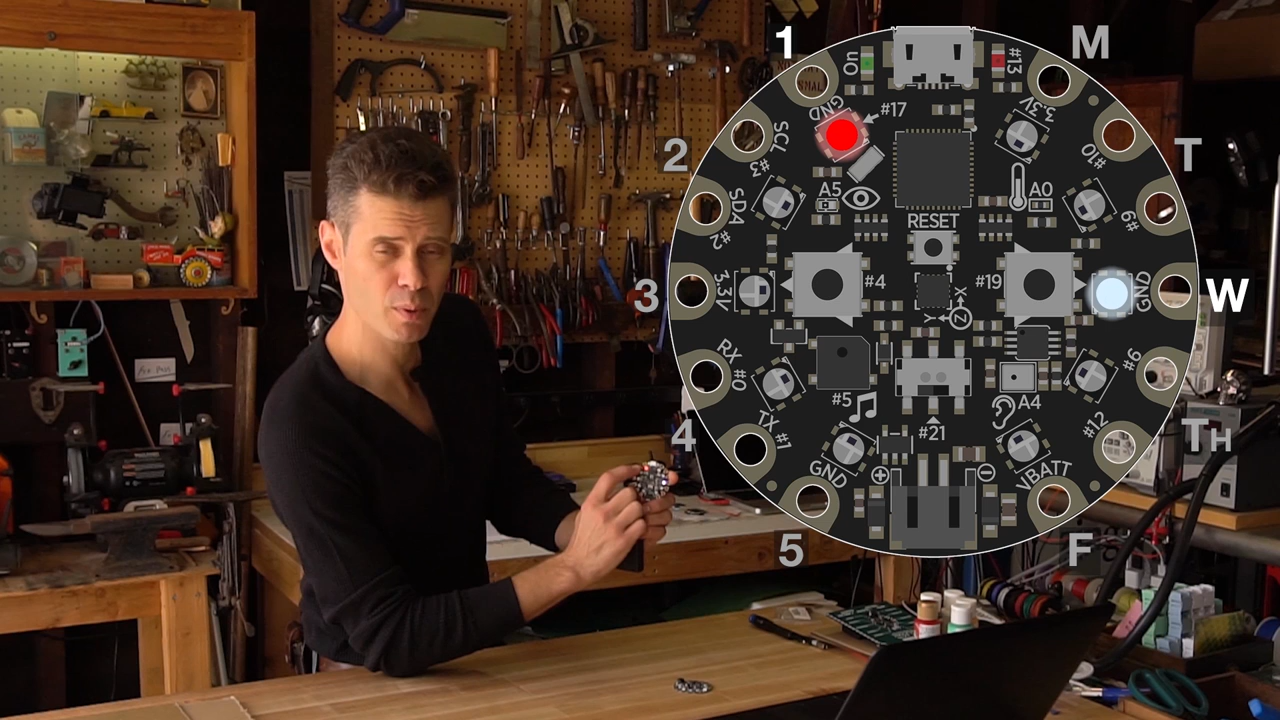 1
M
On
#13
GND
#17
3.3V
2
SCL
#3
#10
T
A5
A0
SDA
#2
RESET
#9
3
3.3V
#4
#19
GND
W
X
Y
Z
RX
#0
#6
#5
A4
4
TX
#1
#21
#12
TH
GND
VBATT
5
F